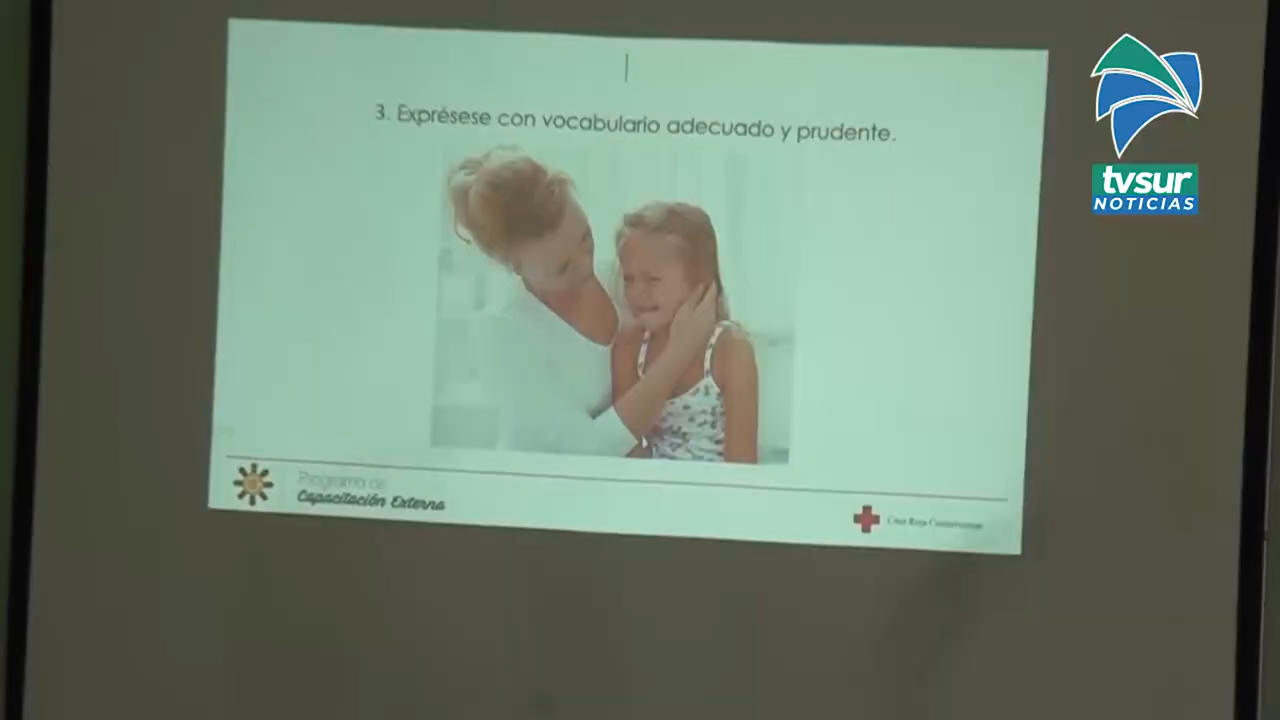 3. Exprésese con vocabulario adecuado y prudente.
tvsur
NOTICIAS
Programa de
Capacitación Externa
Cruz Roja Costarricense